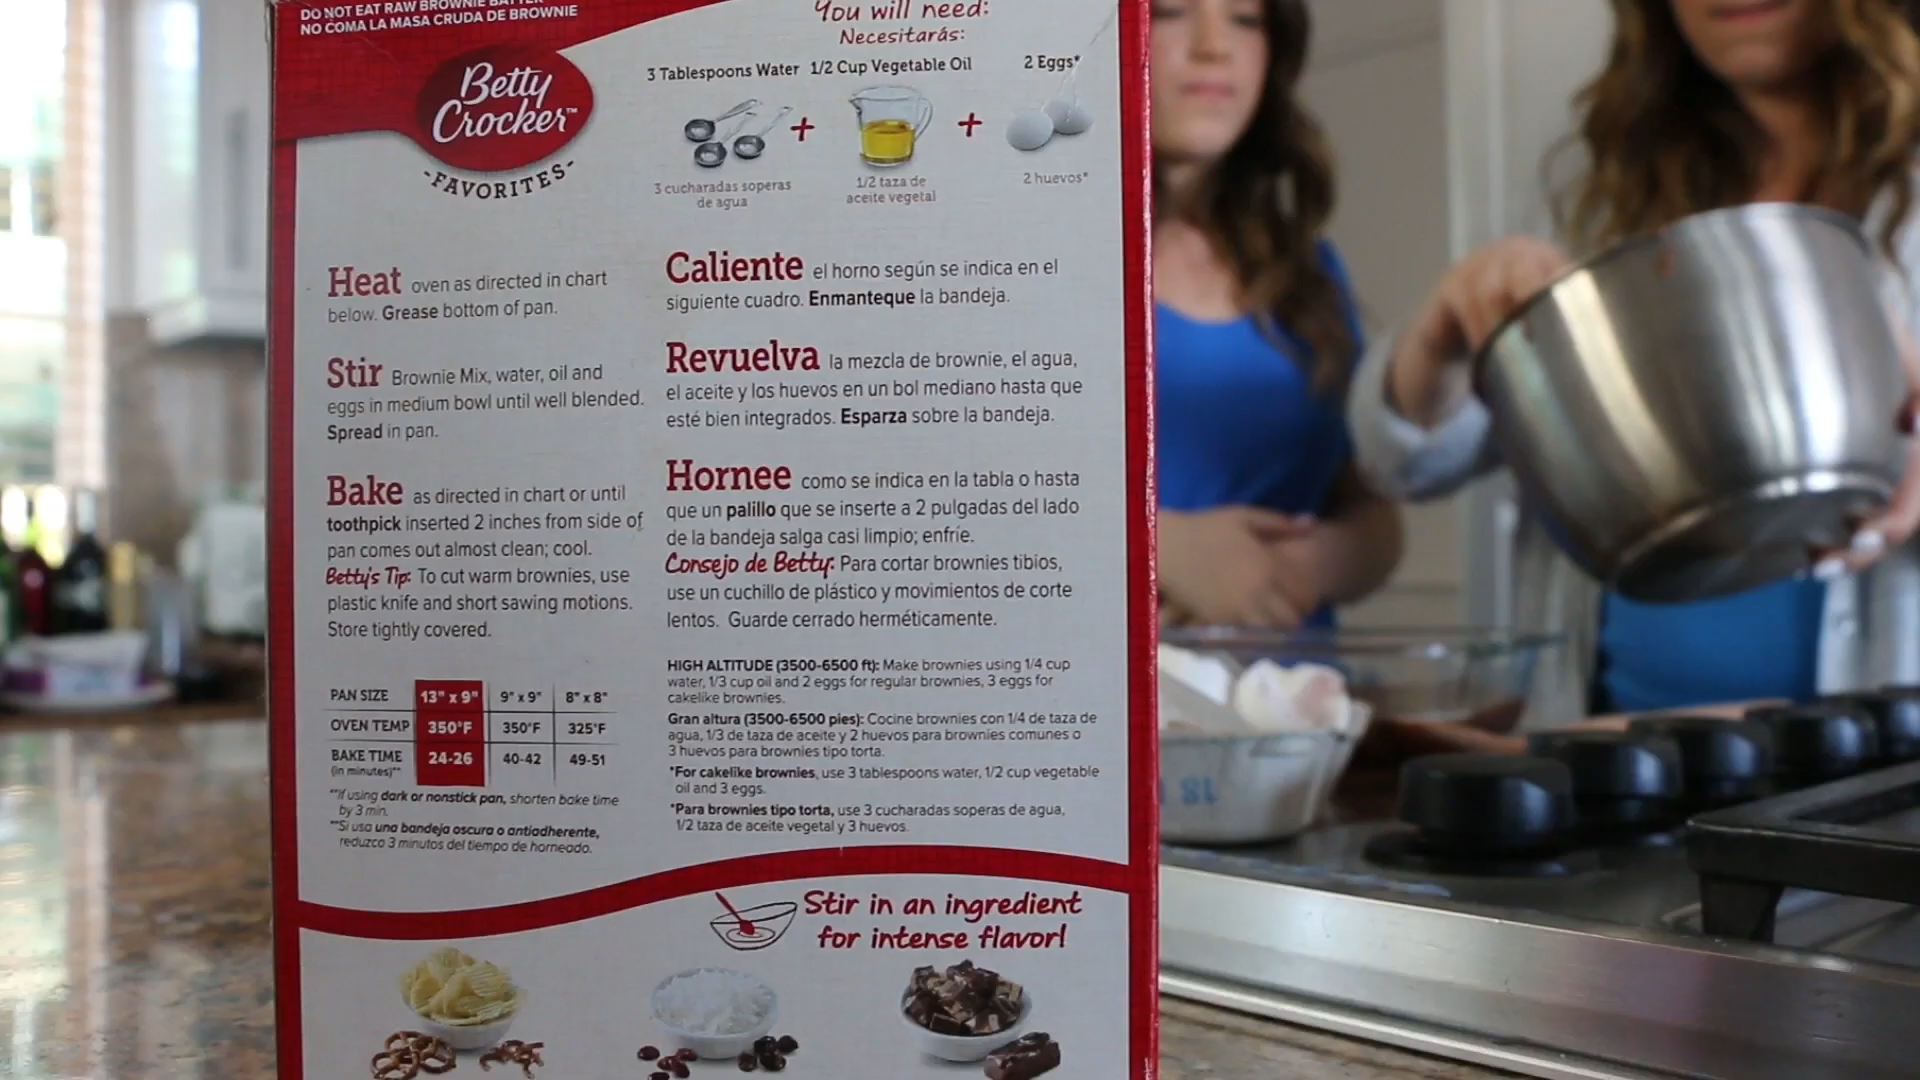 DO NOT EAT RAW BROWNIE BATTER
NO COMA LA MASA CRUDA DE BROWNIE
Betty
Crocker™
-FAVORITES-
You will need:
Necesitarás:
3 Tablespoons Water 1/2 Cup Vegetable Oil 2 Eggs*
+ +
3 cucharadas soperas
de agua
1/2 taza de
aceite vegetal
2 huevos*
Heat oven as directed in chart
below. Grease bottom of pan.
Stir Brownie Mix, water, oil and
eggs in medium bowl until well blended.
Spread in pan.
Bake as directed in chart or until
toothpick inserted 2 inches from side of
pan comes out almost clean; cool.
Betty's Tip: To cut warm brownies, use
plastic knife and short sawing motions.
Store tightly covered.
PAN SIZE 13" x 9" 9" x 9" 8" x 8"
OVEN TEMP 350°F 350°F 325°F
BAKE TIME 24-26 40-42 49-51
(in minutes)**
**If using dark or nonstick pan, shorten bake time
by 3 min.
**Si usa una bandeja oscura o antiadherente,
reduzca 3 minutos del tiempo de horneado.
Caliente el horno según se indica en el
siguiente cuadro. Enmanteque la bandeja.
Revuelva la mezcla de brownie, el agua,
el aceite y los huevos en un bol mediano hasta que
esté bien integrados. Esparza sobre la bandeja.
Hornee como se indica en la tabla o hasta
que un palillo que se inserte a 2 pulgadas del lado
de la bandeja salga casi limpio; enfríe.
Consejo de Betty: Para cortar brownies tibios,
use un cuchillo de plástico y movimientos de corte
lentos. Guarde cerrado herméticamente.
HIGH ALTITUDE (3500-6500 ft): Make brownies using 1/4 cup
water, 1/3 cup oil and 2 eggs for regular brownies, 3 eggs for
cakelike brownies.
Gran altura (3500-6500 pies): Cocine brownies con 1/4 de taza de
agua, 1/3 de taza de aceite y 2 huevos para brownies comunes o
3 huevos para brownies tipo torta.
*For cakelike brownies, use 3 tablespoons water, 1/2 cup vegetable
oil and 3 eggs.
*Para brownies tipo torta, use 3 cucharadas soperas de agua,
1/2 taza de aceite vegetal y 3 huevos.
Stir in an ingredient
for intense flavor!